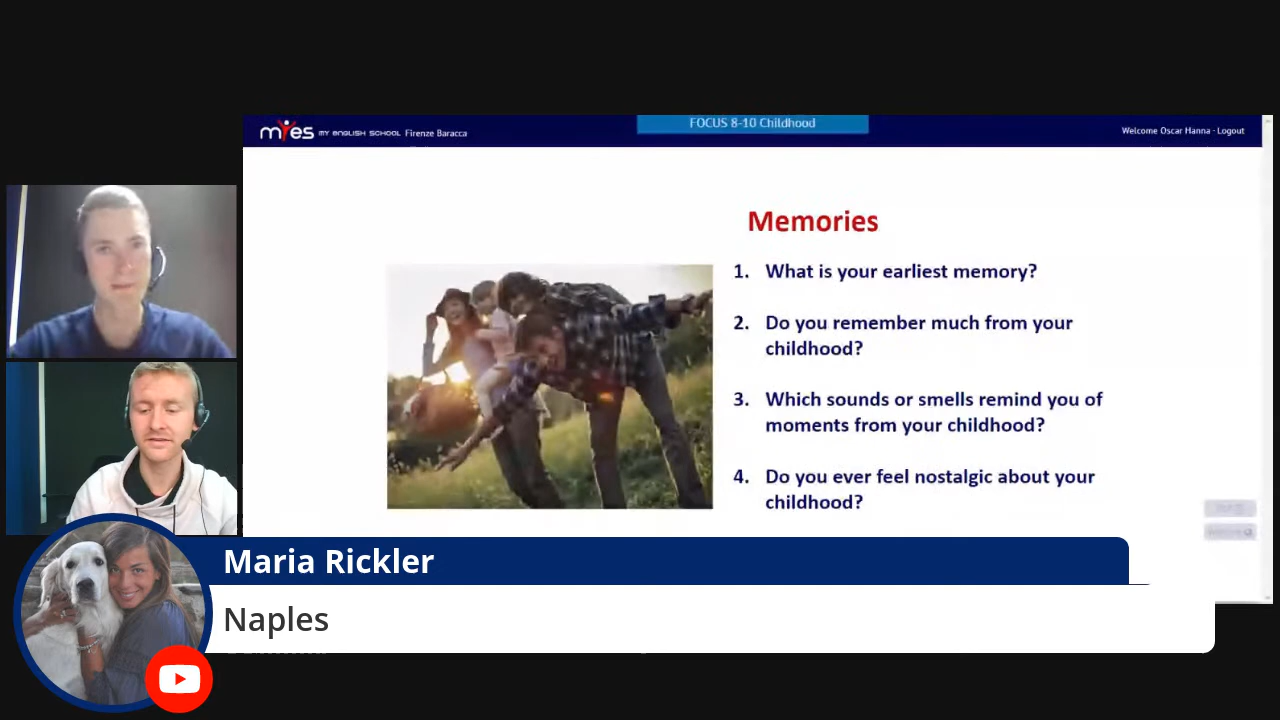 FOCUS 8-10 Childhood
myes MY ENGLISH SCHOOL Firenze Baracca
Welcome Oscar Hanna - Logout
Memories
1. What is your earliest memory?
2. Do you remember much from your
childhood?
3. Which sounds or smells remind you of
moments from your childhood?
4. Do you ever feel nostalgic about your
childhood?
Maria Rickler
Naples